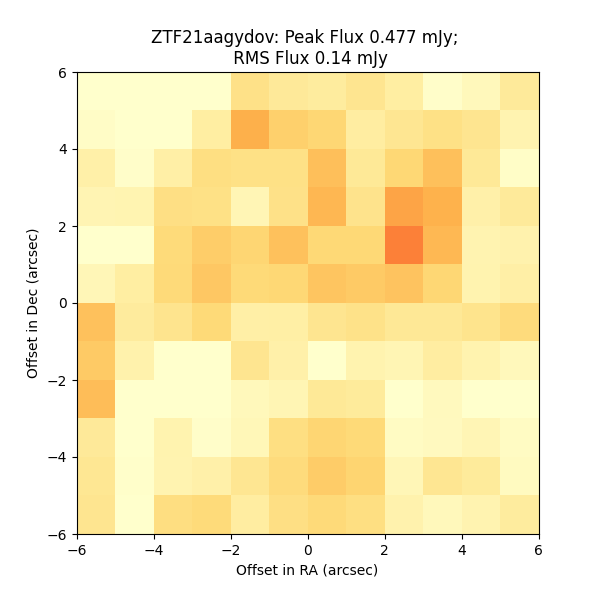 ZTF21aagydov: Peak Flux 0.477 mJy;
RMS Flux 0.14 mJy
6
4
2
0
−2
−4
−6
Offset in Dec (arcsec)
−6 −4 −2 0 2 4 6
Offset in RA (arcsec)